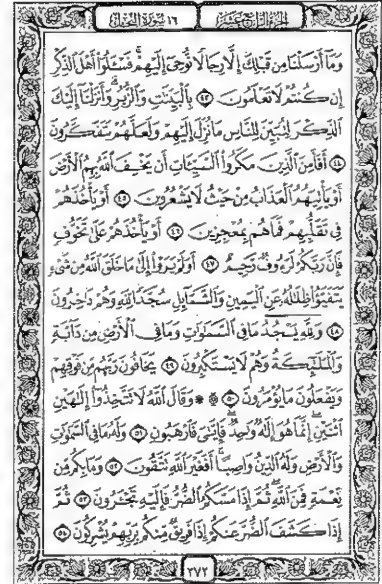 الجزء الرابع عشر ١٦ سورة النحل
وَمَآ أَرْسَلْنَا مِن قَبْلِكَ إِلَّا رِجَالًا نُّوحِىٓ إِلَيْهِمْ فَسْـَٔلُوٓا۟ أَهْلَ ٱلذِّكْرِ
إِن كُنتُمْ لَا تَعْلَمُونَ ٤٣ بِٱلْبَيِّنَٰتِ وَٱلزُّبُرِ وَأَنزَلْنَآ إِلَيْكَ
ٱلذِّكْرَ لِتُبَيِّنَ لِلنَّاسِ مَا نُزِّلَ إِلَيْهِمْ وَلَعَلَّهُمْ يَتَفَكَّرُونَ
٤٤ أَفَأَمِنَ ٱلَّذِينَ مَكَرُوا۟ ٱلسَّيِّـَٔاتِ أَن يَخْسِفَ ٱللَّهُ بِهِمُ ٱلْأَرْضَ
أَوْ يَأْتِيَهُمُ ٱلْعَذَابُ مِنْ حَيْثُ لَا يَشْعُرُونَ ٤٥ أَوْ يَأْخُذَهُمْ
فِى تَقَلُّبِهِمْ فَمَا هُم بِمُعْجِزِينَ ٤٦ أَوْ يَأْخُذَهُمْ عَلَىٰ تَخَوُّفٍ
فَإِنَّ رَبَّكُمْ لَرَءُوفٌ رَّحِيمٌ ٤٧ أَوَلَمْ يَرَوْا۟ إِلَىٰ مَا خَلَقَ ٱللَّهُ مِن شَىْءٍ
يَتَفَيَّؤُا۟ ظِلَٰلُهُۥ عَنِ ٱلْيَمِينِ وَٱلشَّمَآئِلِ سُجَّدًا لِّلَّهِ وَهُمْ دَٰخِرُونَ
٤٨ وَلِلَّهِ يَسْجُدُ مَا فِى ٱلسَّمَٰوَٰتِ وَمَا فِى ٱلْأَرْضِ مِن دَآبَّةٍ
وَٱلْمَلَٰٓئِكَةُ وَهُمْ لَا يَسْتَكْبِرُونَ ٤٩ يَخَافُونَ رَبَّهُم مِّن فَوْقِهِمْ
وَيَفْعَلُونَ مَا يُؤْمَرُونَ ٥٠ وَقَالَ ٱللَّهُ لَا تَتَّخِذُوٓا۟ إِلَٰهَيْنِ
ٱثْنَيْنِ إِنَّمَا هُوَ إِلَٰهٌ وَٰحِدٌ فَإِيَّٰىَ فَٱرْهَبُونِ ٥١ وَلَهُۥ مَا فِى ٱلسَّمَٰوَٰتِ
وَٱلْأَرْضِ وَلَهُ ٱلدِّينُ وَاصِبًا أَفَغَيْرَ ٱللَّهِ تَتَّقُونَ ٥٢ وَمَا بِكُم مِّن
نِّعْمَةٍ فَمِنَ ٱللَّهِ ثُمَّ إِذَا مَسَّكُمُ ٱلضُّرُّ فَإِلَيْهِ تَجْـَٔرُونَ ٥٣ ثُمَّ
إِذَا كَشَفَ ٱلضُّرَّ عَنكُمْ إِذَا فَرِيقٌ مِّنكُم بِرَبِّهِمْ يُشْرِكُونَ ٥٤
٣٧٢